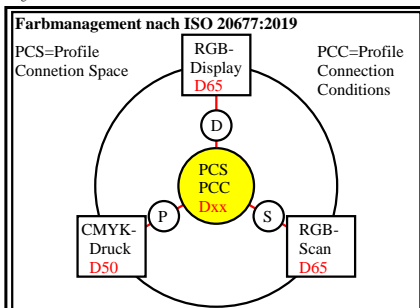 Farbmanagement nach ISO 20677:2019
PCS=Profile
Connetion Space
RGB-
Display
D65
PCC=Profile
Connection
Conditions
D
PCS
PCC
Dxx
P
S
CMYK-
Druck
D50
RGB-
Scan
D65